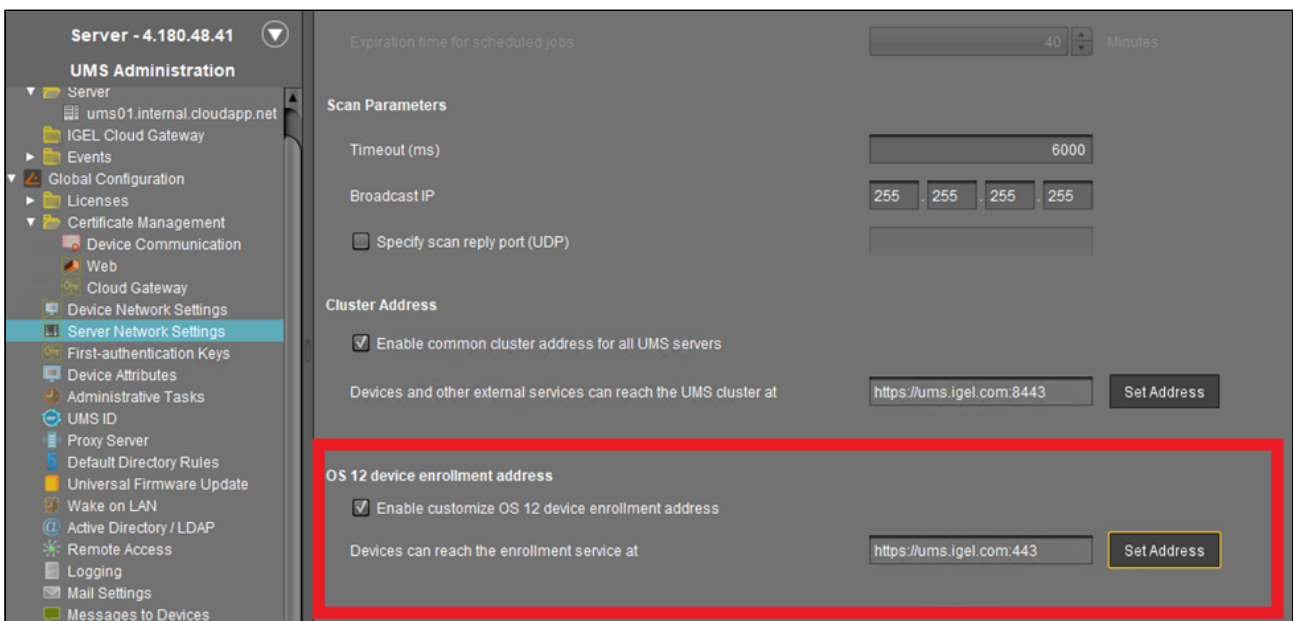 Server - 4.180.48.41
UMS Administration
Server
ums01.internal.cloudapp.net
IGEL Cloud Gateway
Events
Global Configuration
Licenses
Certificate Management
Device Communication
Web
Cloud Gateway
Device Network Settings
Server Network Settings
First-authentication Keys
Device Attributes
Administrative Tasks
UMS ID
Proxy Server
Default Directory Rules
Universal Firmware Update
Wake on LAN
Active Directory / LDAP
Remote Access
Logging
Mail Settings
Messages to Devices
Expiration time for scheduled jobs 40 Minutes
Scan Parameters
Timeout (ms) 6000
Broadcast IP 255 . 255 . 255 . 255
Specify scan reply port (UDP)
Cluster Address
Enable common cluster address for all UMS servers
Devices and other external services can reach the UMS cluster at https://ums.igel.com:8443 Set Address
OS 12 device enrollment address
Enable customize OS 12 device enrollment address
Devices can reach the enrollment service at https://ums.igel.com:443 Set Address